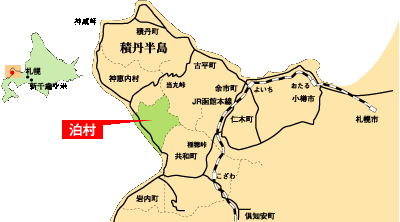 神威岬
積丹町
積丹半島
古平町
神恵内村
当丸峠
余市町
よいち
おたる
JR函館本線
小樽市
札幌市
仁木町
泊村
稲穂峠
共和町
こざわ
岩内町
倶知安町
札幌
新千歳空港